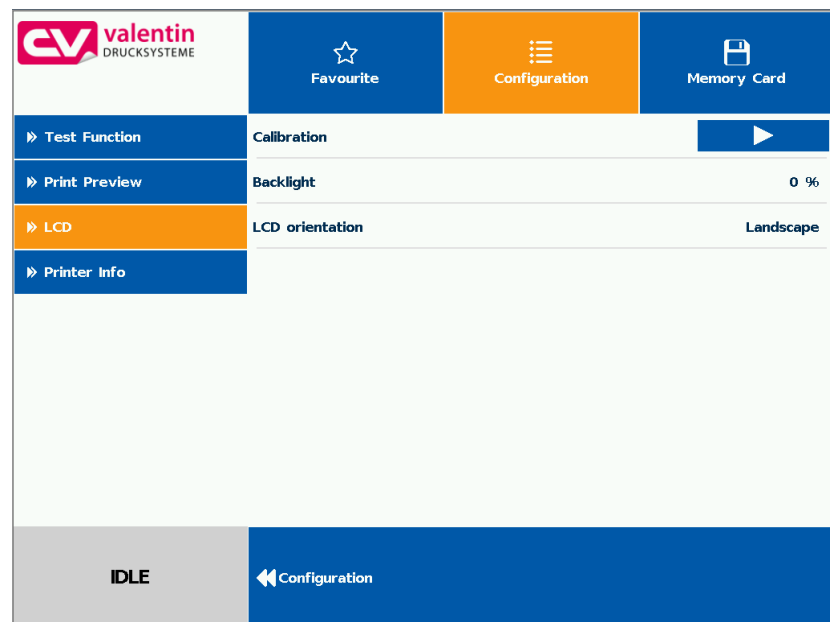 valentin
DRUCKSYSTEME
Favourite
Configuration
Memory Card
Test Function
Calibration
Print Preview
Backlight
0 %
LCD
LCD orientation
Landscape
Printer Info
IDLE
Configuration